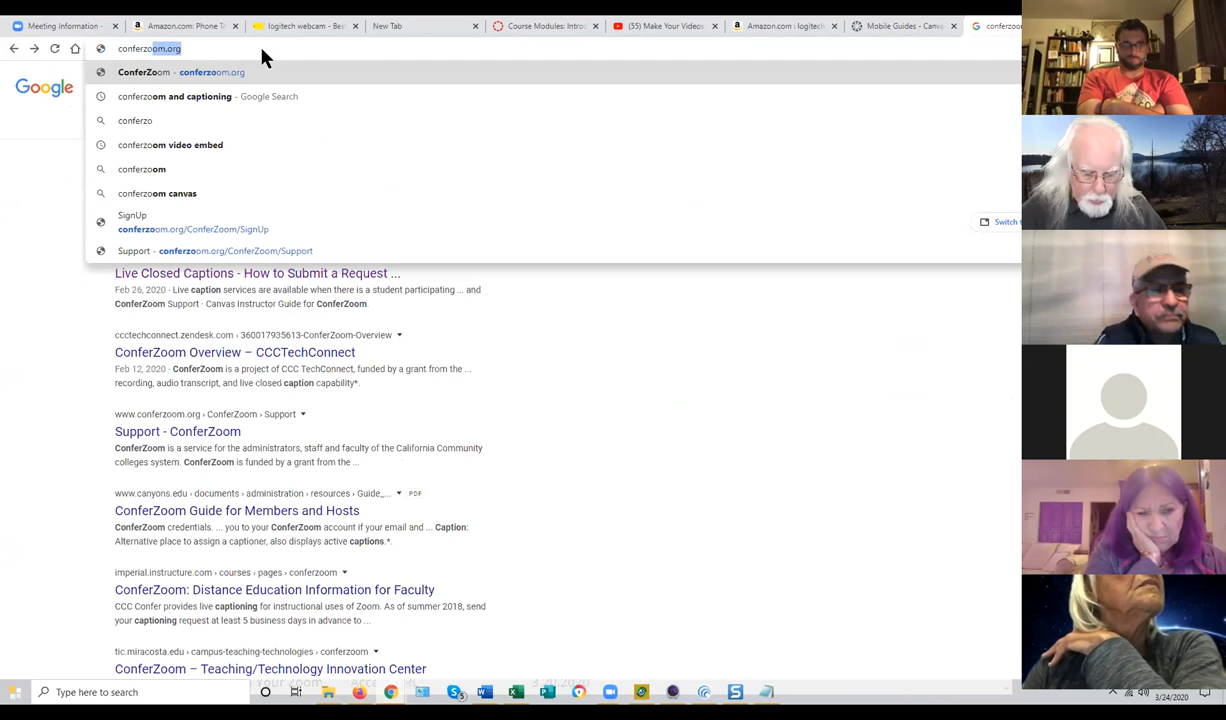 Meeting Information -
Amazon.com: Phone T
logitech webcam - Bes
New Tab
Course Modules: Intro
(55) Make Your Videos
Amazon.com : logitech
Mobile Guides - Canva
conferzoo
conferzoom.org
Google
ConferZoom - conferzoom.org
conferzoom and captioning - Google Search
conferzo
conferzoom video embed
conferzoom
conferzoom canvas
SignUp
conferzoom.org/ConferZoom/SignUp
Switch t
Support - conferzoom.org/ConferZoom/Support
Live Closed Captions - How to Submit a Request ...
Feb 26, 2020 · Live caption services are available when there is a student participating ... and
ConferZoom Support · Canvas Instructor Guide for ConferZoom.
ccctechconnect.zendesk.com › 360017935613-ConferZoom-Overview
ConferZoom Overview – CCCTechConnect
Feb 12, 2020 · ConferZoom is a project of CCC TechConnect, funded by a grant from the ...
recording, audio transcript, and live closed caption capability*.
www.conferzoom.org › ConferZoom › Support
Support - ConferZoom
ConferZoom is a service for the administrators, staff and faculty of the California Community
colleges system. ConferZoom is funded by a grant from the ...
www.canyons.edu › documents › administration › resources › Guide_... PDF
ConferZoom Guide for Members and Hosts
ConferZoom credentials. ... you to your ConferZoom account if your email and ... Caption:
Alternative place to assign a captioner, also displays active captions.*.
imperial.instructure.com › courses › pages › conferzoom
ConferZoom: Distance Education Information for Faculty
CCC Confer provides live captioning for instructional uses of Zoom. As of summer 2018, send
your captioning request at least 5 business days in advance to ...
tic.miracosta.edu › campus-teaching-technologies › conferzoom
ConferZoom – Teaching/Technology Innovation Center
Type here to search
3/24/2020